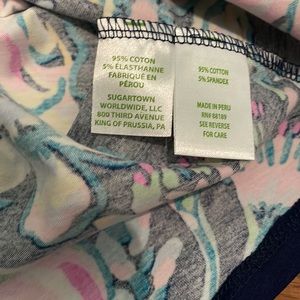 95% COTON
5% ÉLASTHANNE
FABRIQUÉ EN
PÉROU
SUGARTOWN
WORLDWIDE, LLC
800 THIRD AVENUE
KING OF PRUSSIA, PA
95% COTTON
5% SPANDEX
MADE IN PERU
RN# 88189
SEE REVERSE
FOR CARE